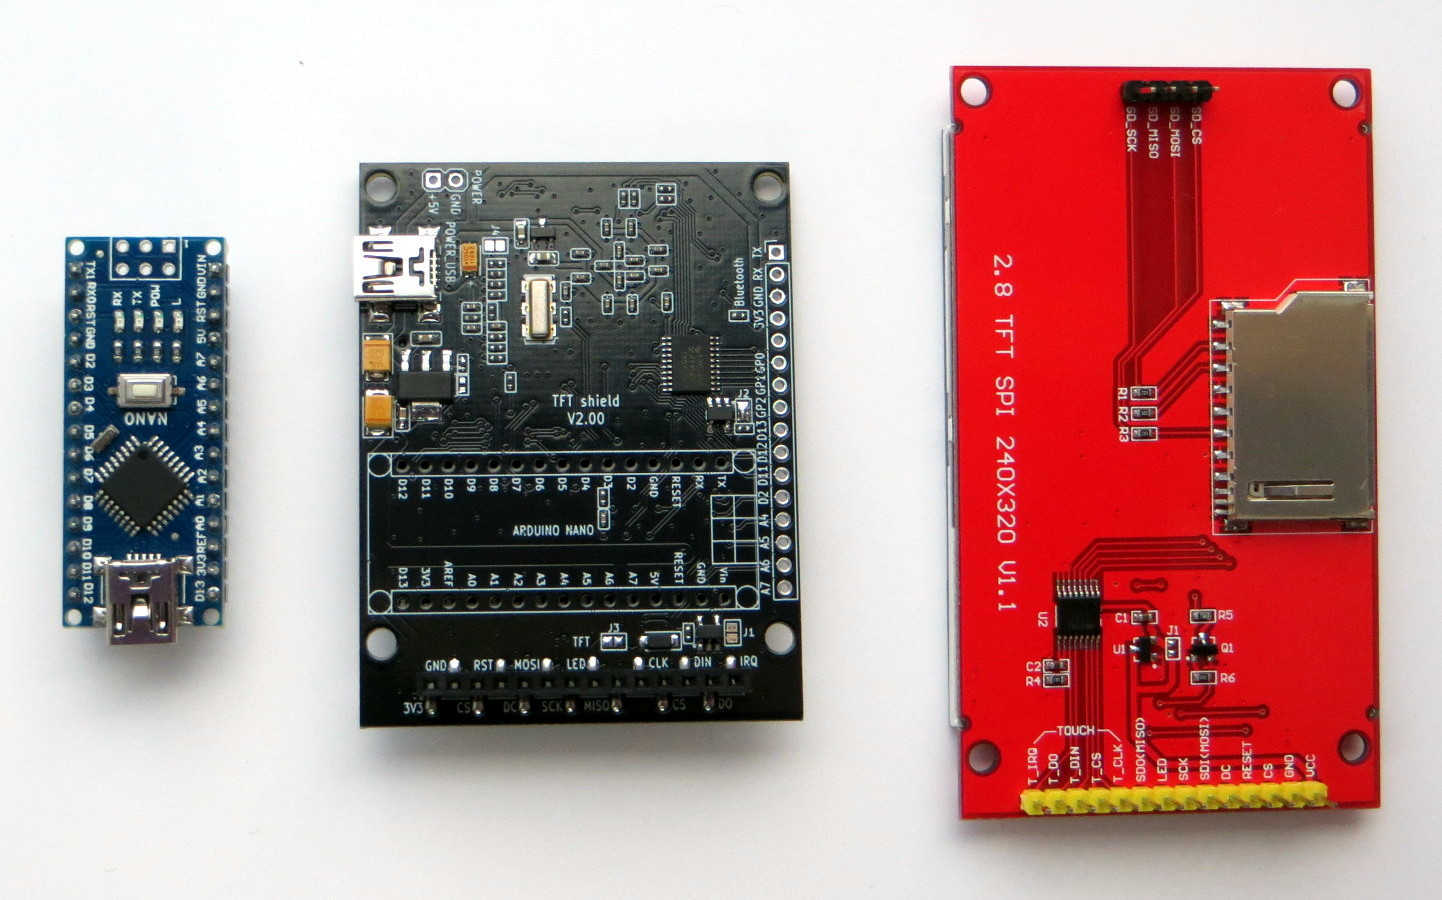 TX1
RX0
RST
GND
D2
D3
D4
D5
D6
D7
D8
D9
D10
D11
D12
RX
TX
POW
L
1
NANO
VIN
GND
RST
5V
A7
A6
A5
A4
A3
A2
A1
A0
REF
3V3
D13
+5V
GND
POWER
POWER USB
J4
TFT shield
V2.00
Bluetooth
TX
RX
GND
3V3
GP0
GP1
GP2
D13
D12
D11
D2
A4
A5
A6
A7
J2
D12
D11
D10
D9
D8
D7
D6
D5
D4
D3
D2
GND
RESET
RX
TX
ARDUINO NANO
D13
3V3
AREF
A0
A1
A2
A3
A4
A5
A6
A7
5V
RESET
GND
Vin
TFT
J3
J1
GND RST MOSI LED CLK DIN IRQ
3V3 CS DC SCK MISO CS DO
SD_SCK
SD_MISO
SD_MOSI
SD_CS
2.8 TFT SPI 240X320 V1.1
R1
R2
R3
U2
C1
U1
J1
R5
Q1
C2
R4
R6
TOUCH
T_IRQ
T_DO
T_DIN
T_CS
T_CLK
SDO(MISO)
LED
SCK
SDI(MOSI)
DC
RESET
CS
GND
VCC